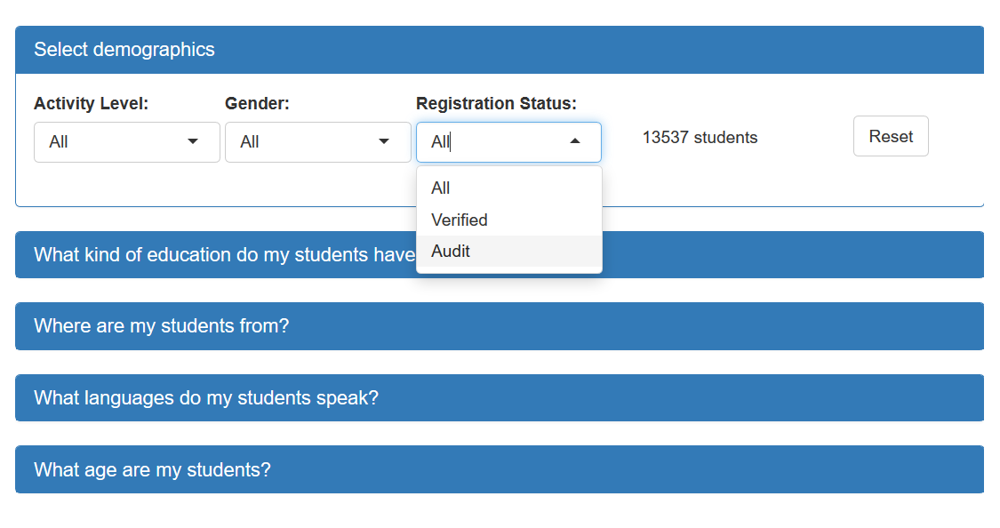 Select demographics
Activity Level: Gender: Registration Status:
All All All 13537 students Reset
All
Verified
Audit
What kind of education do my students have
Where are my students from?
What languages do my students speak?
What age are my students?